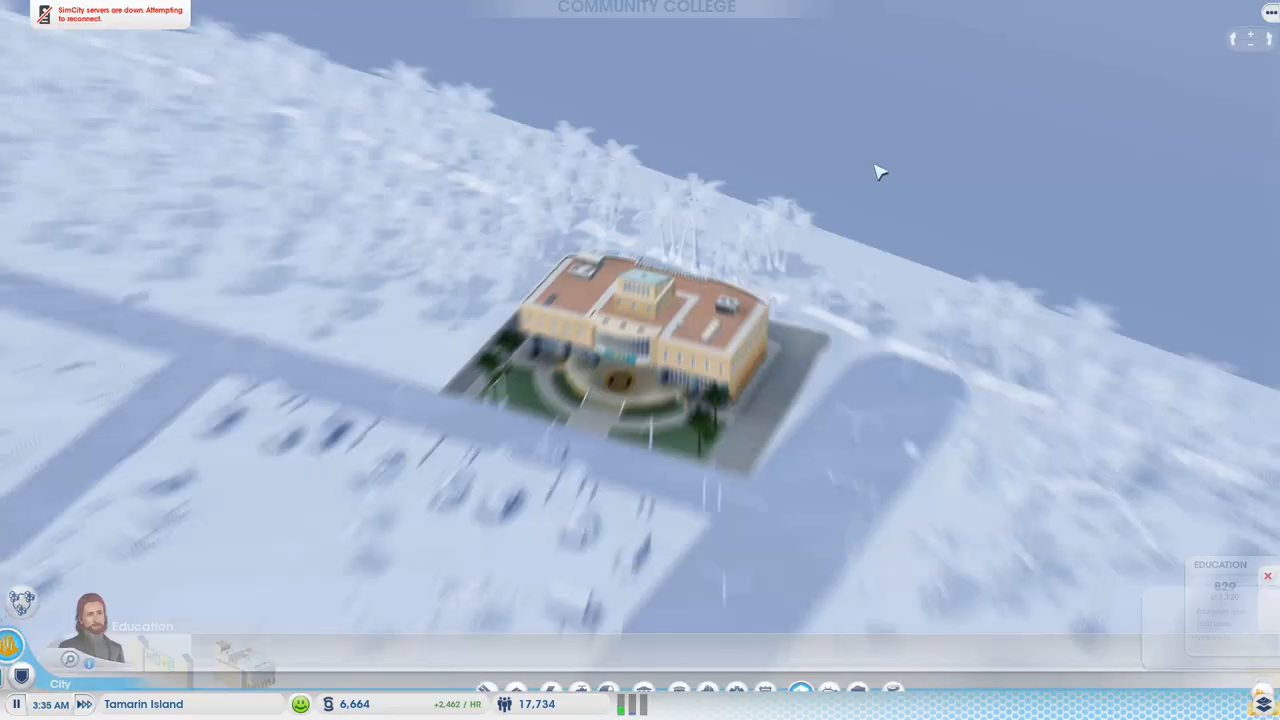 SimCity servers are down. Attempting
to reconnect.
COMMUNITY COLLEGE
EDUCATION
829
Education
City
3:35 AM
Tamarin Island
6,664
+2,462 / HR
17,734